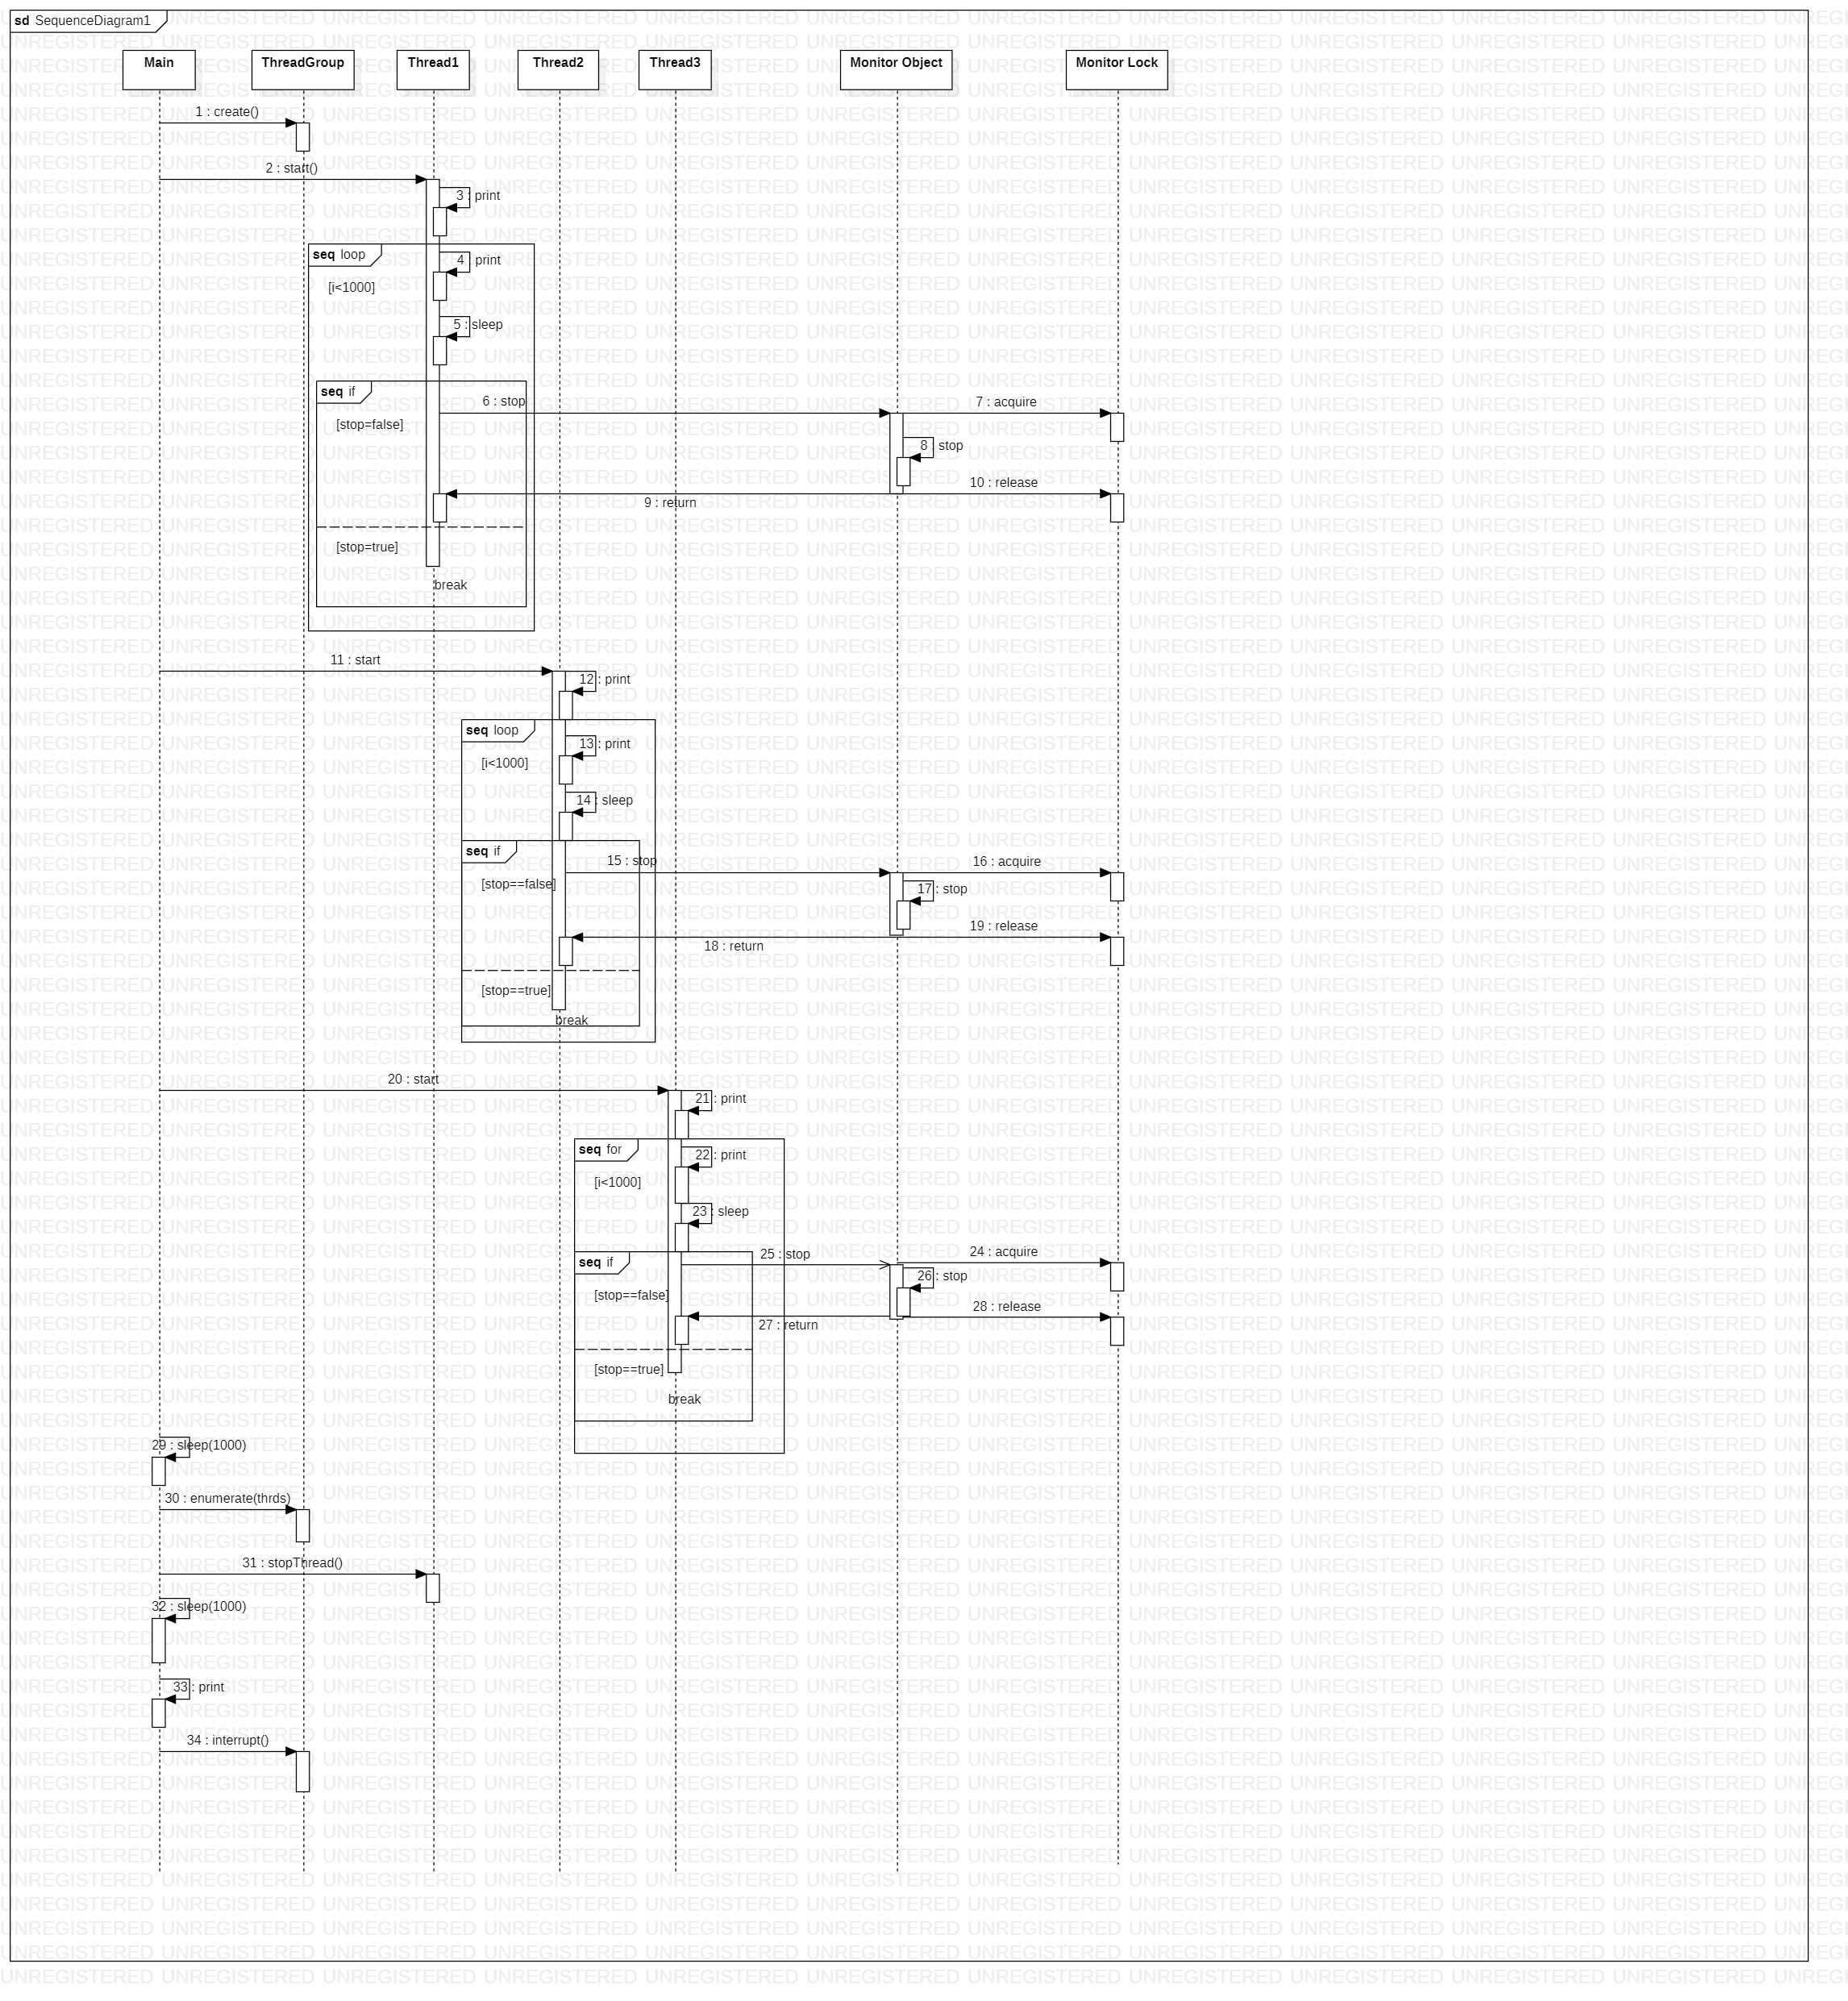 sd SequenceDiagram1
Main
ThreadGroup
Thread1
Thread2
Thread3
Monitor Object
Monitor Lock
1 : create()
2 : start()
3 : print
seq loop
4 : print
[i<1000]
5 : sleep
seq if
6 : stop
7 : acquire
[stop=false]
8 : stop
10 : release
9 : return
[stop=true]
break
11 : start
12 : print
seq loop
13 : print
[i<1000]
14 : sleep
seq if
15 : stop
16 : acquire
[stop==false]
17 : stop
19 : release
18 : return
[stop==true]
break
20 : start
21 : print
seq for
22 : print
[i<1000]
23 : sleep
seq if
25 : stop
24 : acquire
26 : stop
[stop==false]
28 : release
27 : return
[stop==true]
break
29 : sleep(1000)
30 : enumerate(thrds)
31 : stopThread()
32 : sleep(1000)
33 : print
34 : interrupt()
UNREGISTERED